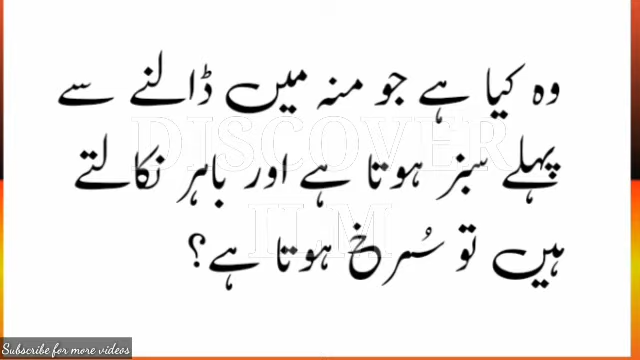 وہ کیا ہے جو منہ میں ڈالنے سے
پہلے سبز ہوتا ہے اور باہر نکالتے
ہیں تو سُرخ ہوتا ہے؟
DISCOVER
ILM
Subscribe for more videos